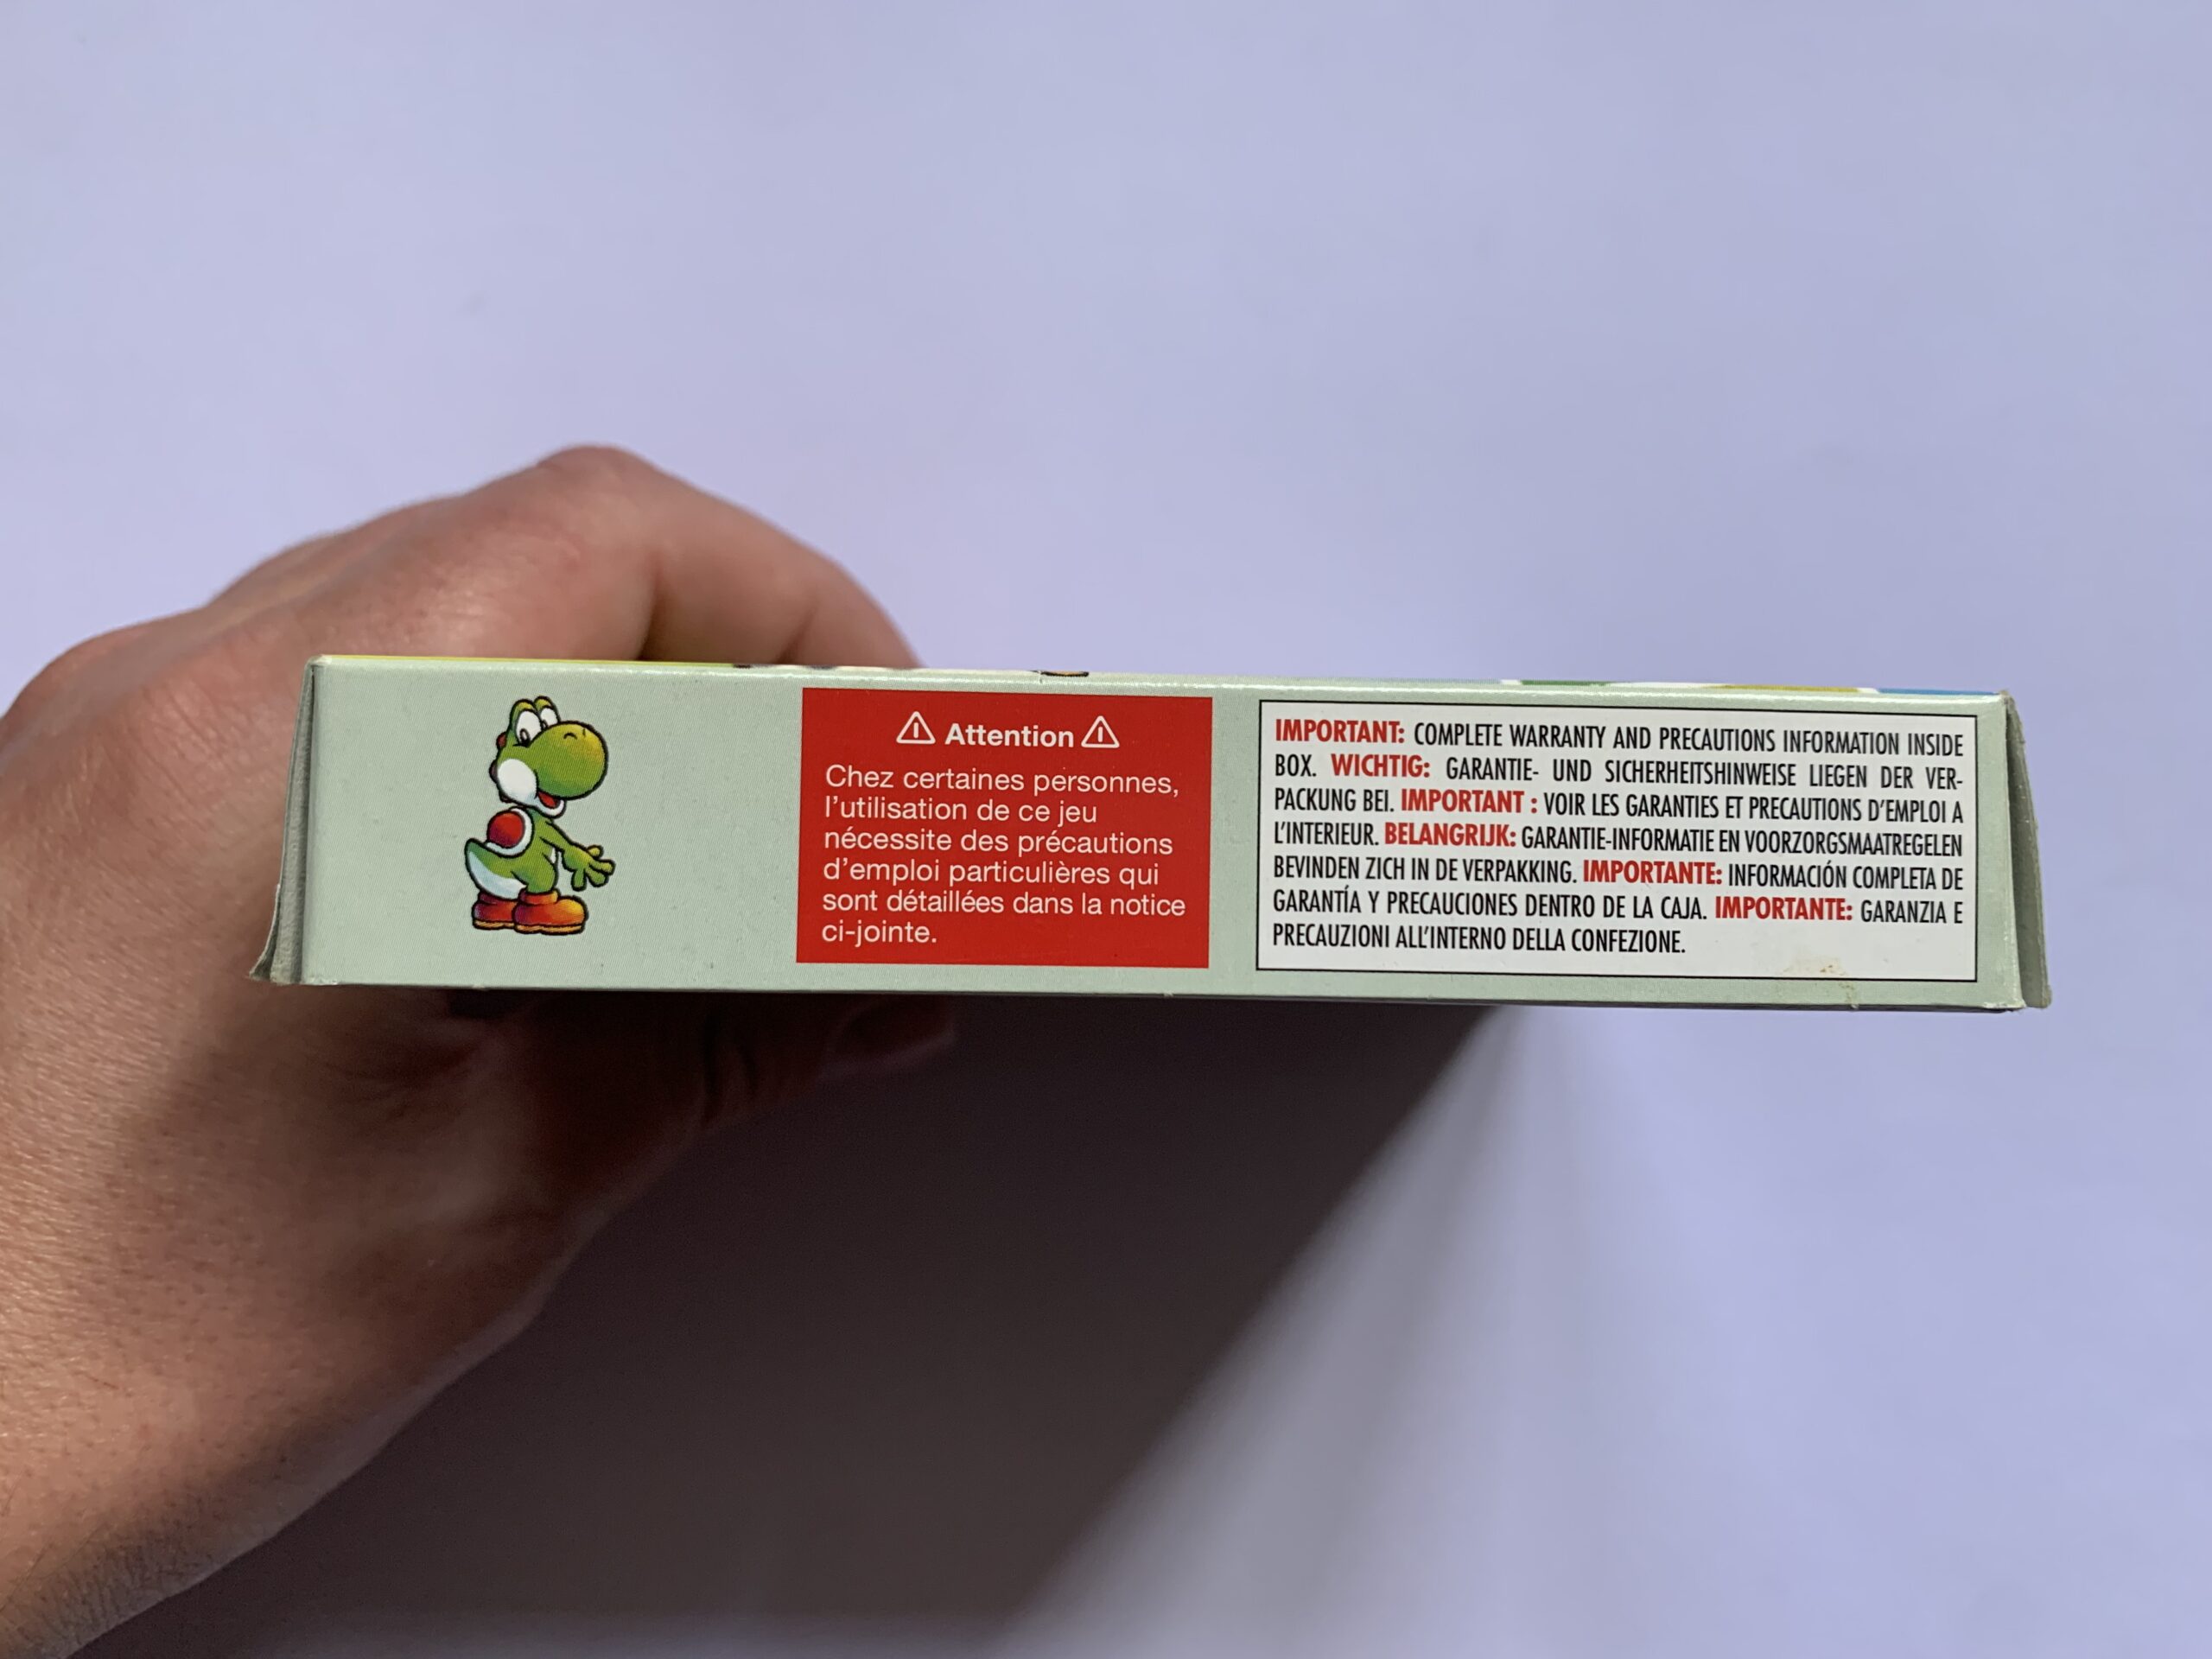 Attention
Chez certaines personnes,
l'utilisation de ce jeu
nécessite des précautions
d'emploi particulières qui
sont détaillées dans la notice
ci-jointe.
IMPORTANT: COMPLETE WARRANTY AND PRECAUTIONS INFORMATION INSIDE
BOX. WICHTIG: GARANTIE- UND SICHERHEITSHINWEISE LIEGEN DER VER-
PACKUNG BEI. IMPORTANT : VOIR LES GARANTIES ET PRECAUTIONS D'EMPLOI A
L'INTERIEUR. BELANGRIJK: GARANTIE-INFORMATIE EN VOORZORGSMAATREGELEN
BEVINDEN ZICH IN DE VERPAKKING. IMPORTANTE: INFORMACIÓN COMPLETA DE
GARANTÍA Y PRECAUCIONES DENTRO DE LA CAJA. IMPORTANTE: GARANZIA E
PRECAUZIONI ALL'INTERNO DELLA CONFEZIONE.